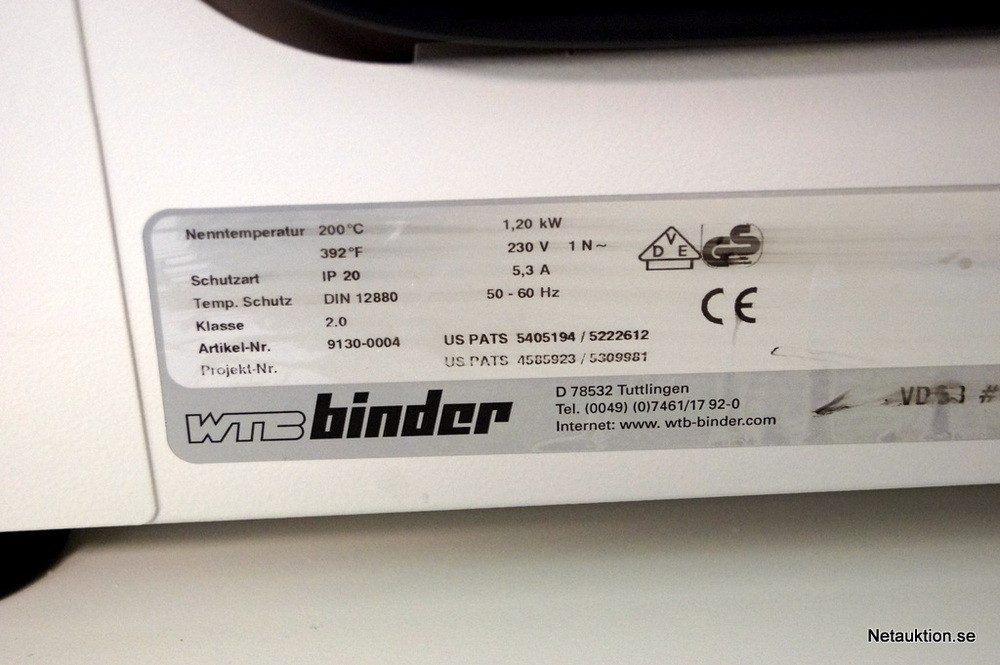 Nenntemperatur 200°C 1,20 kW
392°F 230 V 1 N~
Schutzart IP 20 5,3 A
Temp. Schutz DIN 12880 50 - 60 Hz
Klasse 2.0
Artikel-Nr. 9130-0004 US PATS 5405194 / 5222612
Projekt-Nr. US PATS 4585923 / 5309981
VDE GS
CE
WTB binder
D 78532 Tuttlingen
Tel. (0049) (0)7461/17 92-0
Internet: www. wtb-binder.com
#
Netauktion.se